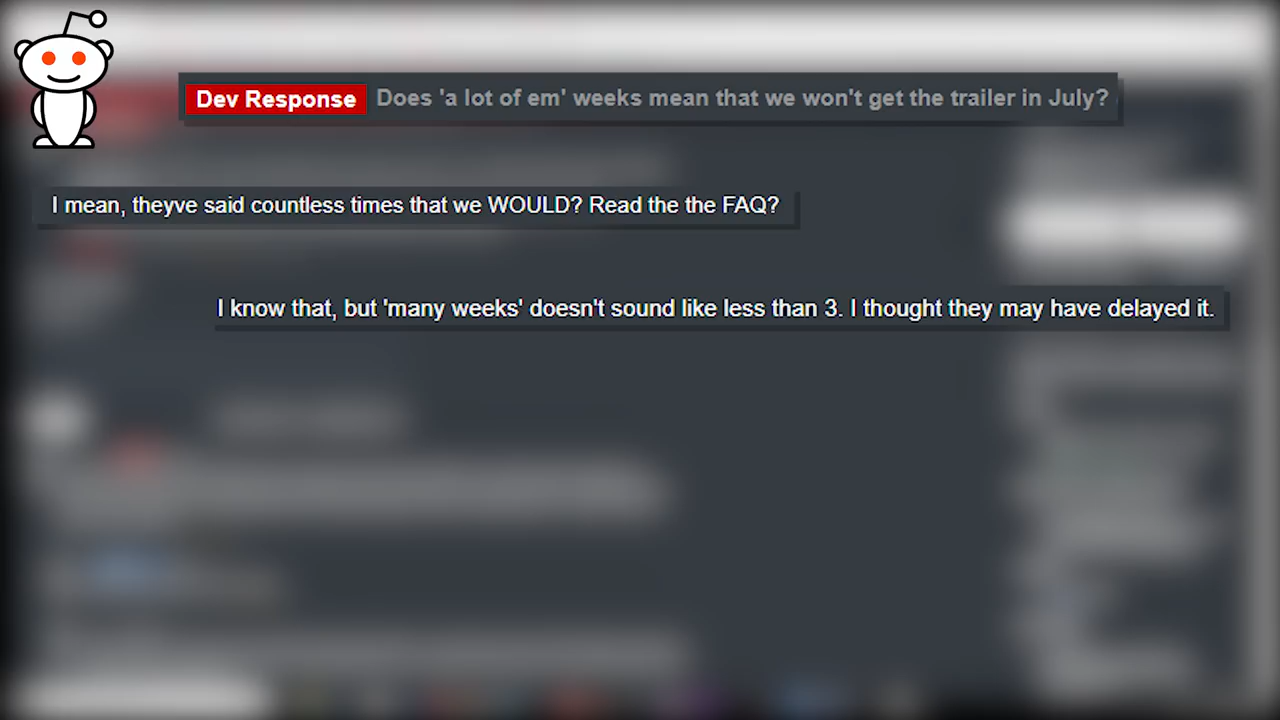 Dev Response Does 'a lot of em' weeks mean that we won't get the trailer in July?
I mean, theyve said countless times that we WOULD? Read the the FAQ?
I know that, but 'many weeks' doesn't sound like less than 3. I thought they may have delayed it.